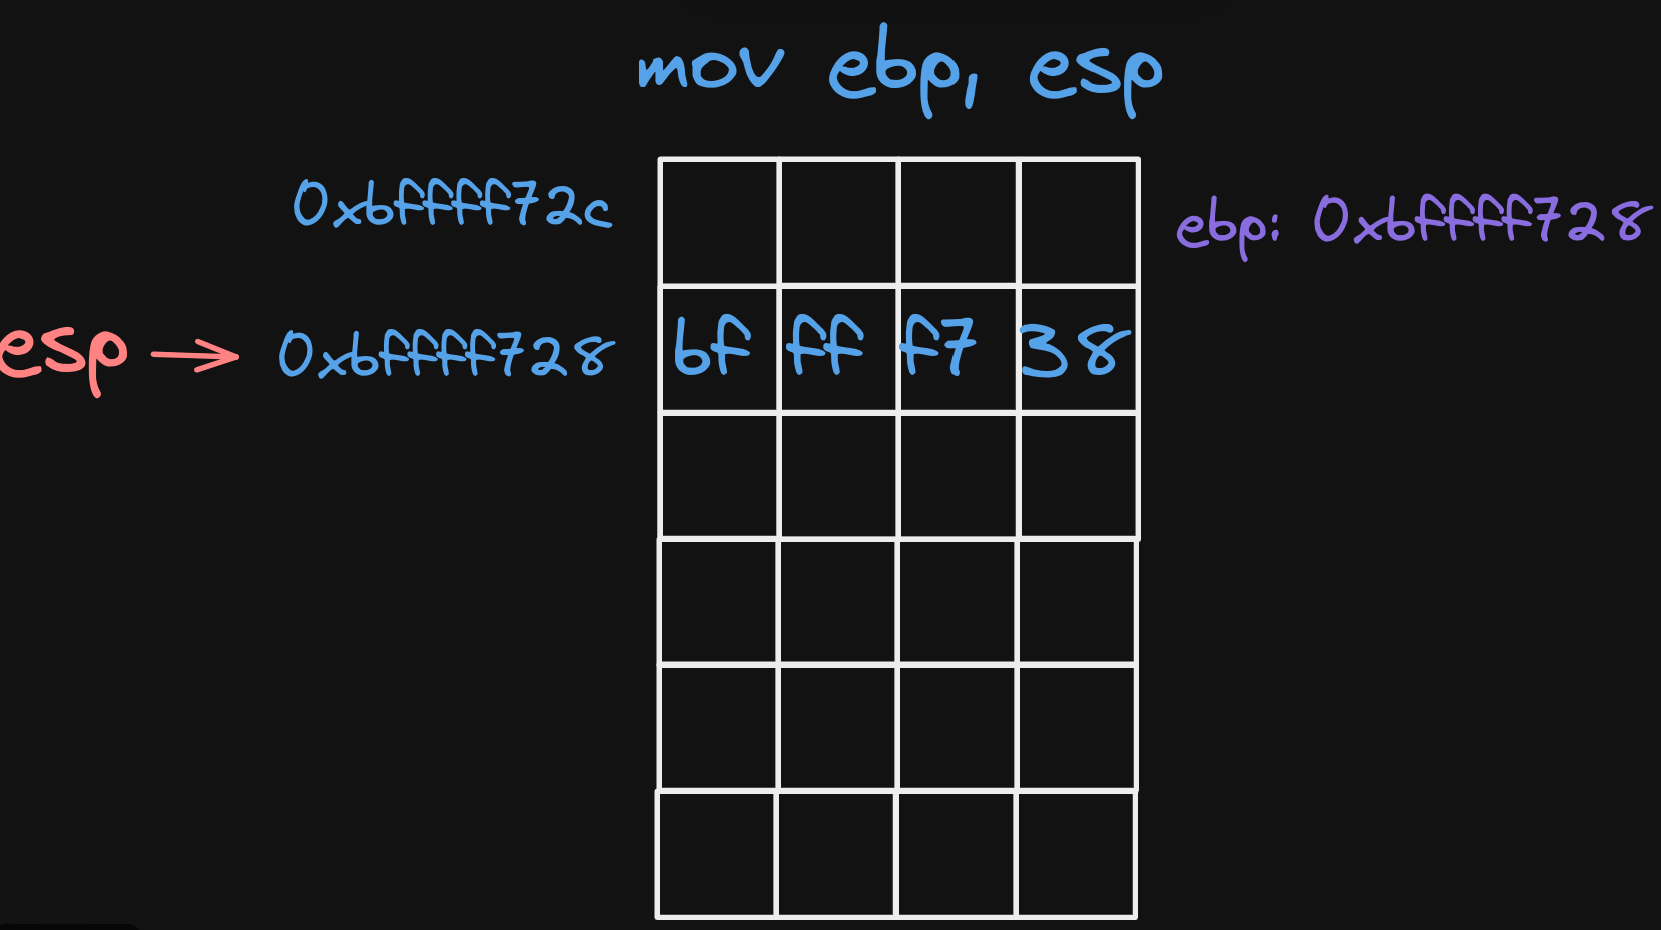 mov ebp, esp
0xbffff72c
ebp: 0xbffff728
esp → 0xbffff728
bf ff f7 38